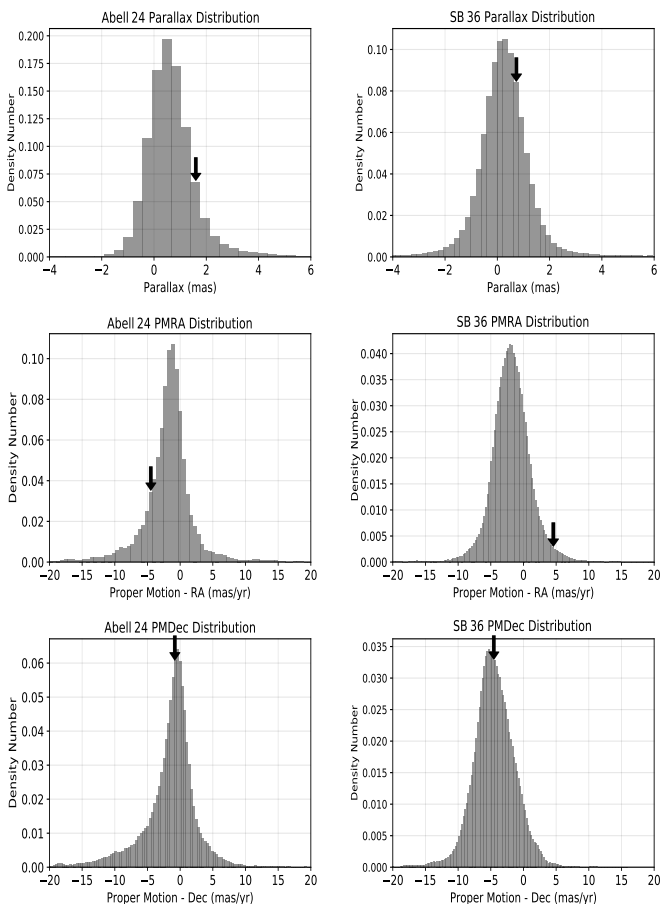 Abell 24 Parallax Distribution
Density Number
0.200
0.175
0.150
0.125
0.100
0.075
0.050
0.025
0.000
−4 −2 0 2 4 6
Parallax (mas)
SB 36 Parallax Distribution
Density Number
0.10
0.08
0.06
0.04
0.02
0.00
−4 −2 0 2 4 6
Parallax (mas)
Abell 24 PMRA Distribution
Density Number
0.10
0.08
0.06
0.04
0.02
0.00
−20 −15 −10 −5 0 5 10 15 20
Proper Motion - RA (mas/yr)
SB 36 PMRA Distribution
Density Number
0.040
0.035
0.030
0.025
0.020
0.015
0.010
0.005
0.000
−20 −15 −10 −5 0 5 10 15 20
Proper Motion - RA (mas/yr)
Abell 24 PMDec Distribution
Density Number
0.06
0.05
0.04
0.03
0.02
0.01
0.00
−20 −15 −10 −5 0 5 10 15 20
Proper Motion - Dec (mas/yr)
SB 36 PMDec Distribution
Density Number
0.035
0.030
0.025
0.020
0.015
0.010
0.005
0.000
−20 −15 −10 −5 0 5 10 15 20
Proper Motion - Dec (mas/yr)